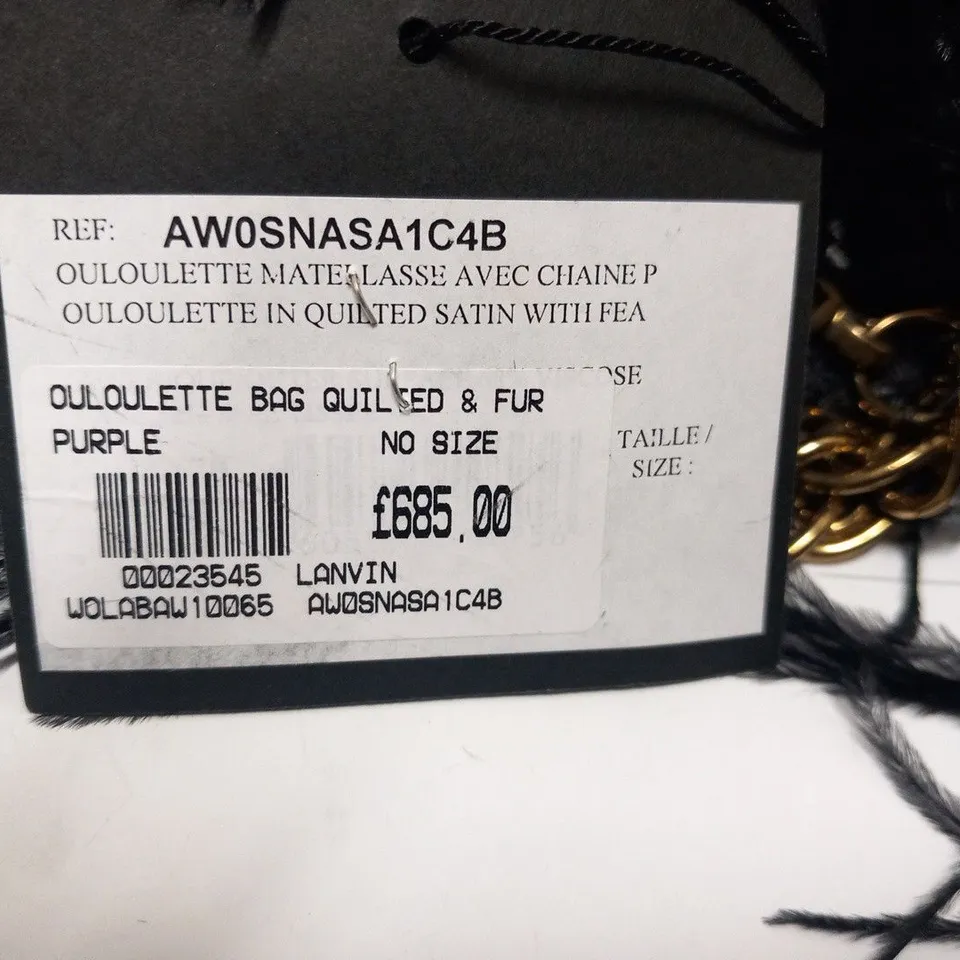 REF: AW0SNASA1C4B
OULOULETTE MATELLASSE AVEC CHAINE P
OULOULETTE IN QUILTED SATIN WITH FEA
OULOULETTE BAG QUILTED & FUR
PURPLE NO SIZE
TAILLE /
SIZE :
£685.00
00023545 LANVIN
WOLABAW10065 AW0SNASA1C4B